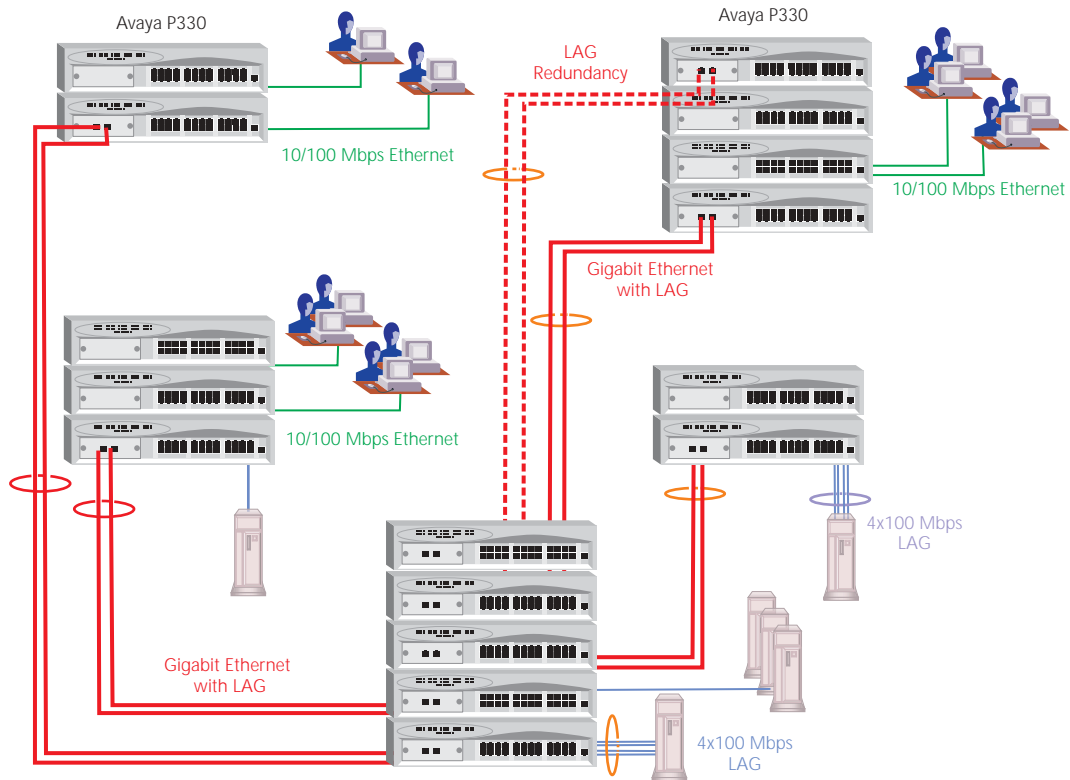 Avaya P330
Avaya P330
LAG
Redundancy
10/100 Mbps Ethernet
10/100 Mbps Ethernet
Gigabit Ethernet
with LAG
10/100 Mbps Ethernet
4x100 Mbps
LAG
Gigabit Ethernet
with LAG
4x100 Mbps
LAG